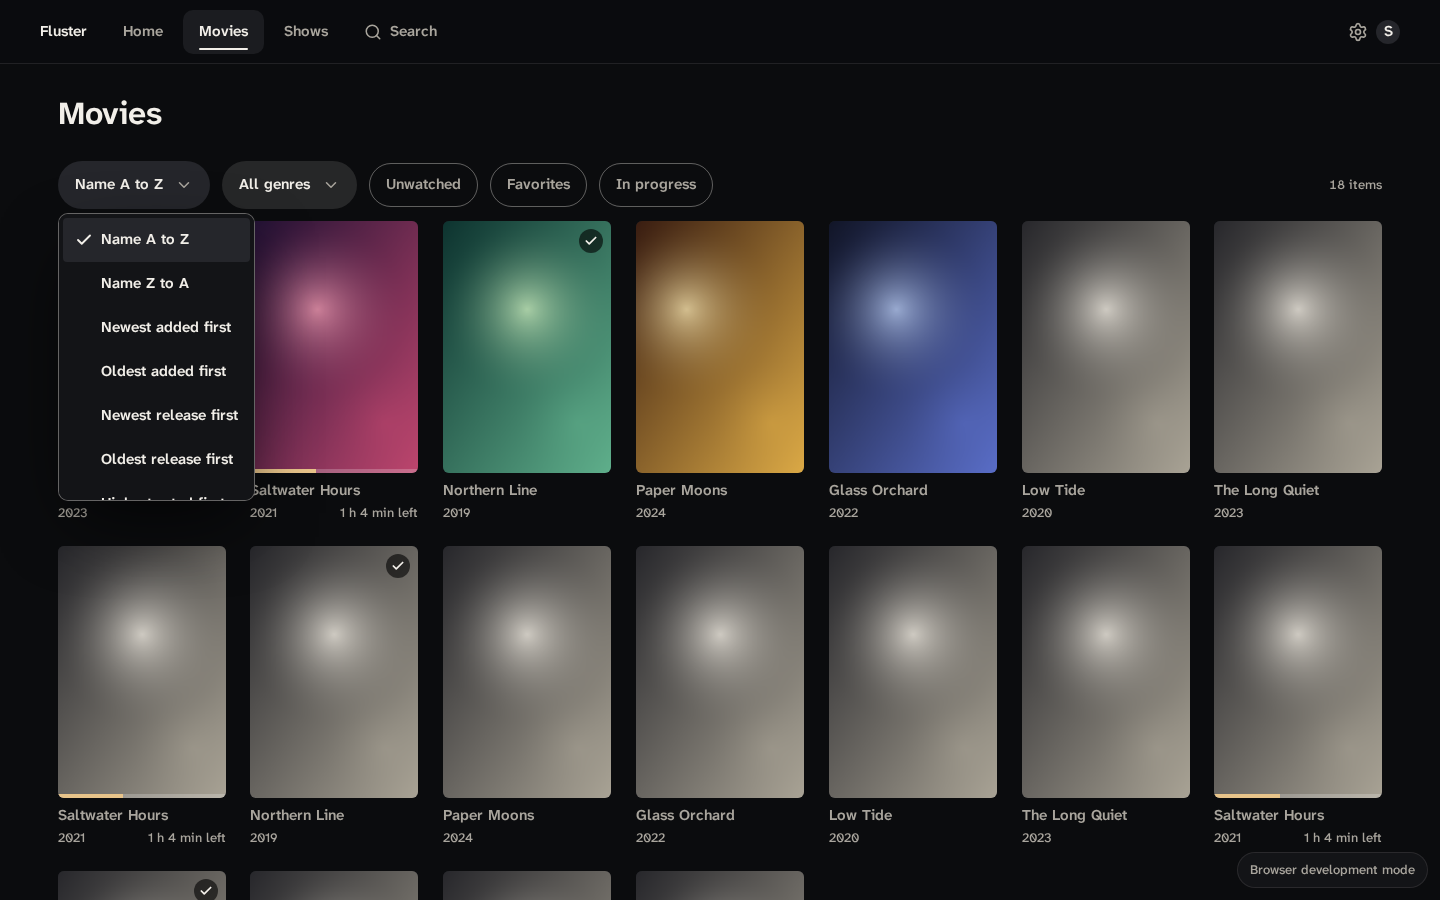 Fluster Home Movies Shows Search S
Movies
Name A to Z All genres Unwatched Favorites In progress 18 items
Name A to Z
Name Z to A
Newest added first
Oldest added first
Newest release first
Oldest release first
Saltwater Hours Northern Line Paper Moons Glass Orchard Low Tide The Long Quiet
2023 2021 1 h 4 min left 2019 2024 2022 2020 2023
Saltwater Hours Northern Line Paper Moons Glass Orchard Low Tide The Long Quiet Saltwater Hours
2021 1 h 4 min left 2019 2024 2022 2020 2023 2021 1 h 4 min left
Browser development mode